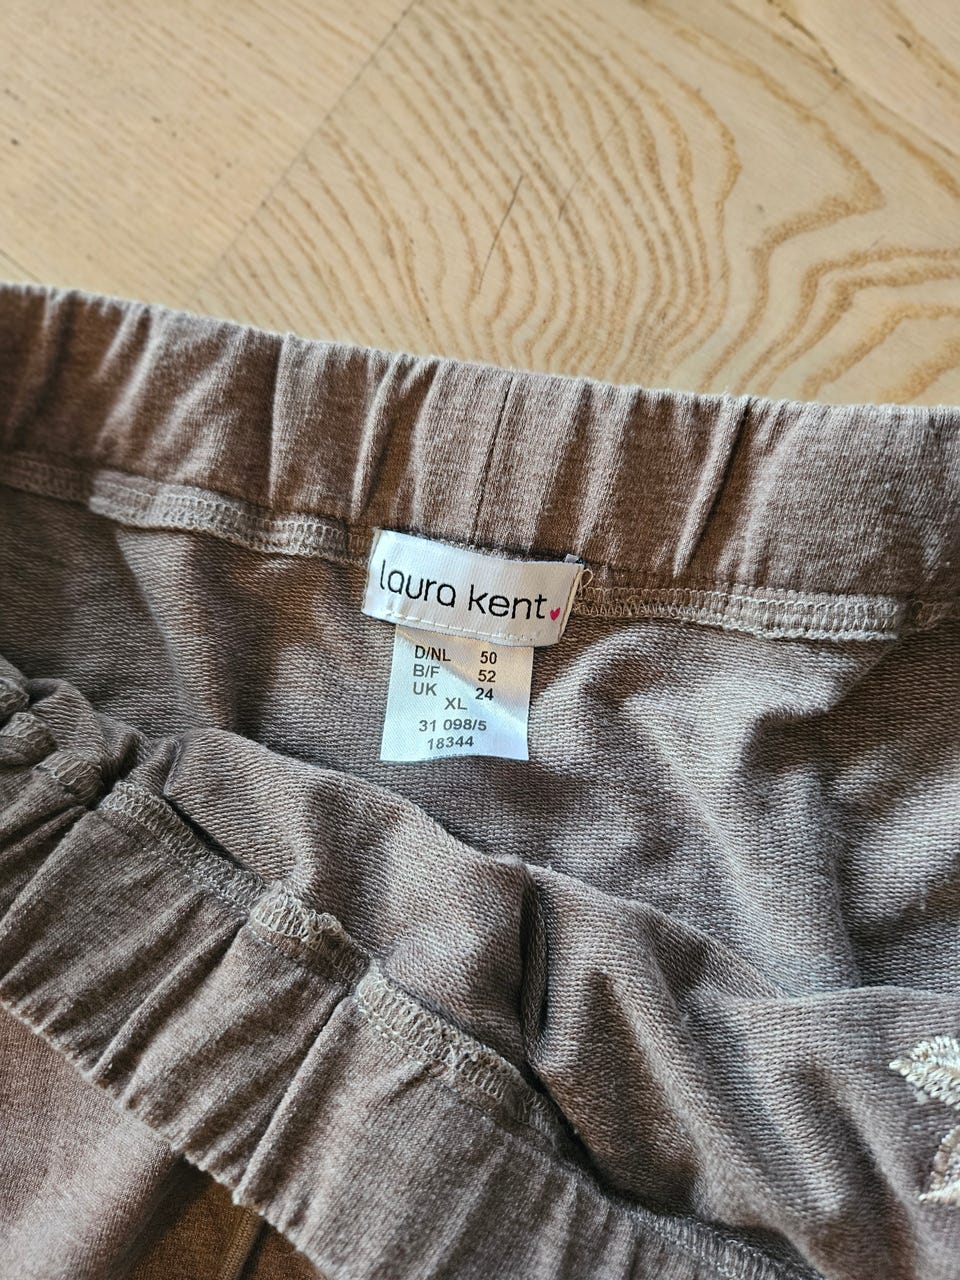 laura kent
D/NL 50
B/F 52
UK 24
XL
31 098/5
18344